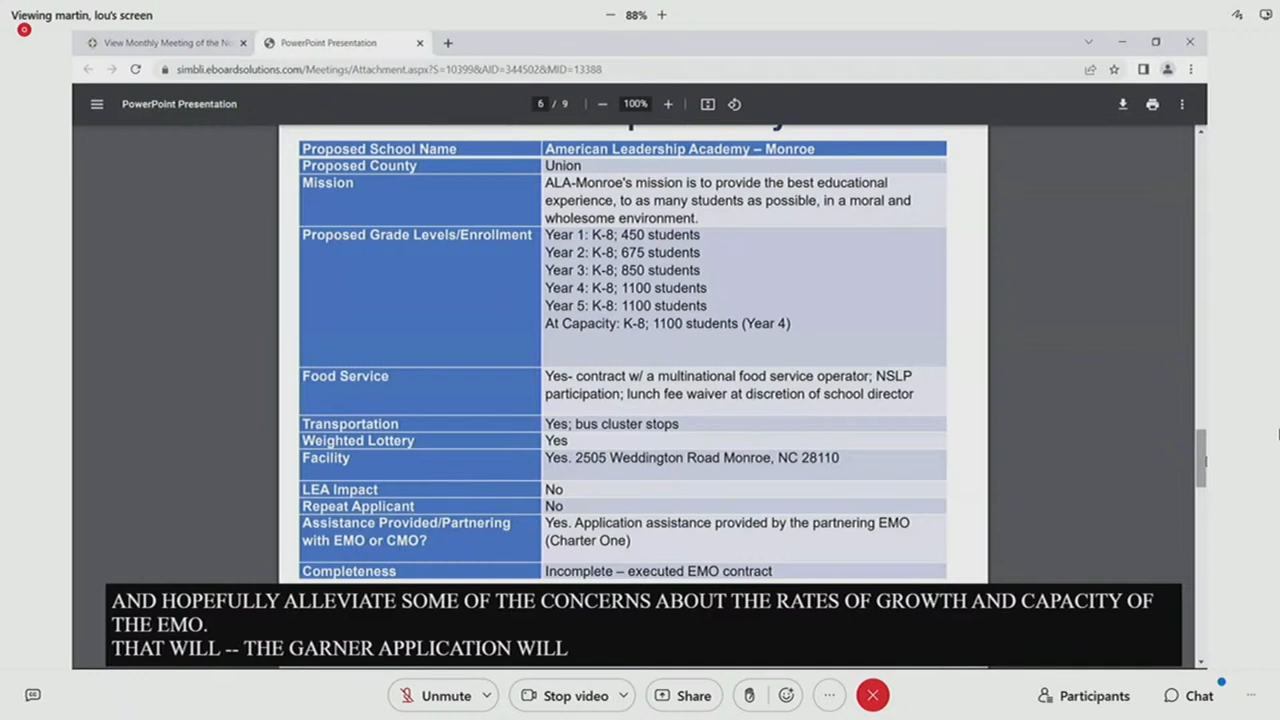 Viewing martin, lou's screen
88%
View Monthly Meeting of the No
PowerPoint Presentation
simbli.eboardsolutions.com/Meetings/Attachment.aspx?S=10399&AID=344502&MID=13388
PowerPoint Presentation
6 / 9
100%
Proposed School Name American Leadership Academy – Monroe
Proposed County Union
Mission ALA-Monroe's mission is to provide the best educational
experience, to as many students as possible, in a moral and
wholesome environment.
Proposed Grade Levels/Enrollment Year 1: K-8; 450 students
Year 2: K-8; 675 students
Year 3: K-8; 850 students
Year 4: K-8; 1100 students
Year 5: K-8: 1100 students
At Capacity: K-8; 1100 students (Year 4)
Food Service Yes- contract w/ a multinational food service operator; NSLP
participation; lunch fee waiver at discretion of school director
Transportation Yes; bus cluster stops
Weighted Lottery Yes
Facility Yes. 2505 Weddington Road Monroe, NC 28110
LEA Impact No
Repeat Applicant No
Assistance Provided/Partnering Yes. Application assistance provided by the partnering EMO
with EMO or CMO? (Charter One)
Completeness Incomplete – executed EMO contract
AND HOPEFULLY ALLEVIATE SOME OF THE CONCERNS ABOUT THE RATES OF GROWTH AND CAPACITY OF
THE EMO.
THAT WILL -- THE GARNER APPLICATION WILL
Unmute
Stop video
Share
Participants
Chat